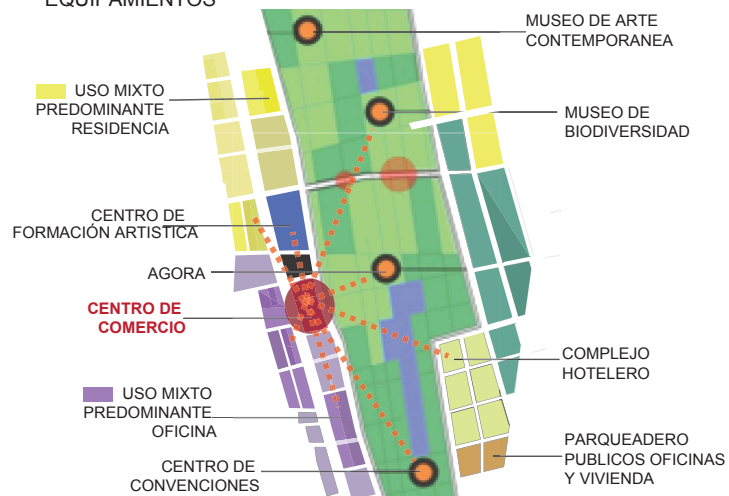 EQUIPAMIENTOS
MUSEO DE ARTE
CONTEMPORANEA
USO MIXTO
PREDOMINANTE
RESIDENCIA
MUSEO DE
BIODIVERSIDAD
CENTRO DE
FORMACIÓN ARTISTICA
AGORA
CENTRO DE
COMERCIO
COMPLEJO
HOTELERO
USO MIXTO
PREDOMINANTE
OFICINA
CENTRO DE
CONVENCIONES
PARQUEADERO
PUBLICOS OFICINAS
Y VIVIENDA